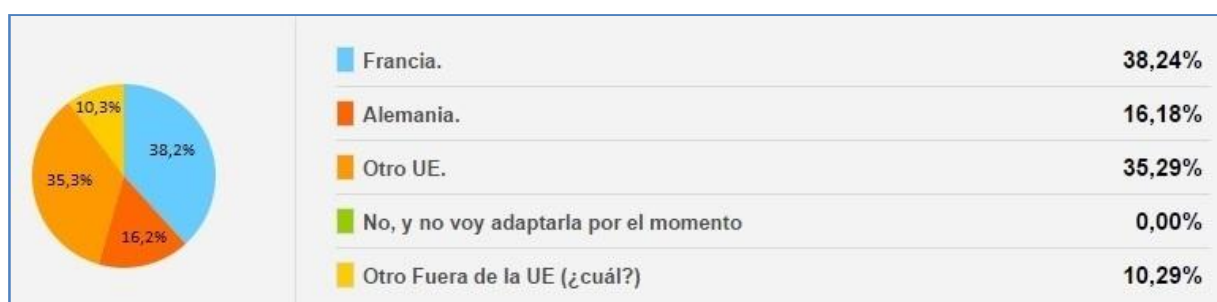 10,3%
38,2%
35,3%
16,2%
Francia. 38,24%
Alemania. 16,18%
Otro UE. 35,29%
No, y no voy adaptarla por el momento 0,00%
Otro Fuera de la UE (¿cuál?) 10,29%